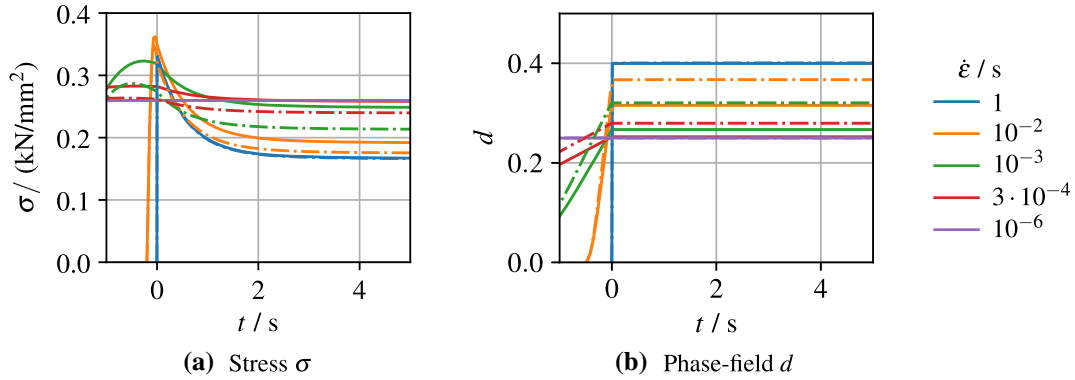 0.4
0.3
0.2
0.1
0.0
0
2
4
σ / (kN/mm²)
t / s
(a) Stress σ
0.4
0.2
0.0
0
2
4
d
t / s
(b) Phase-field d
ε̇ / s
1
10⁻²
10⁻³
3 · 10⁻⁴
10⁻⁶